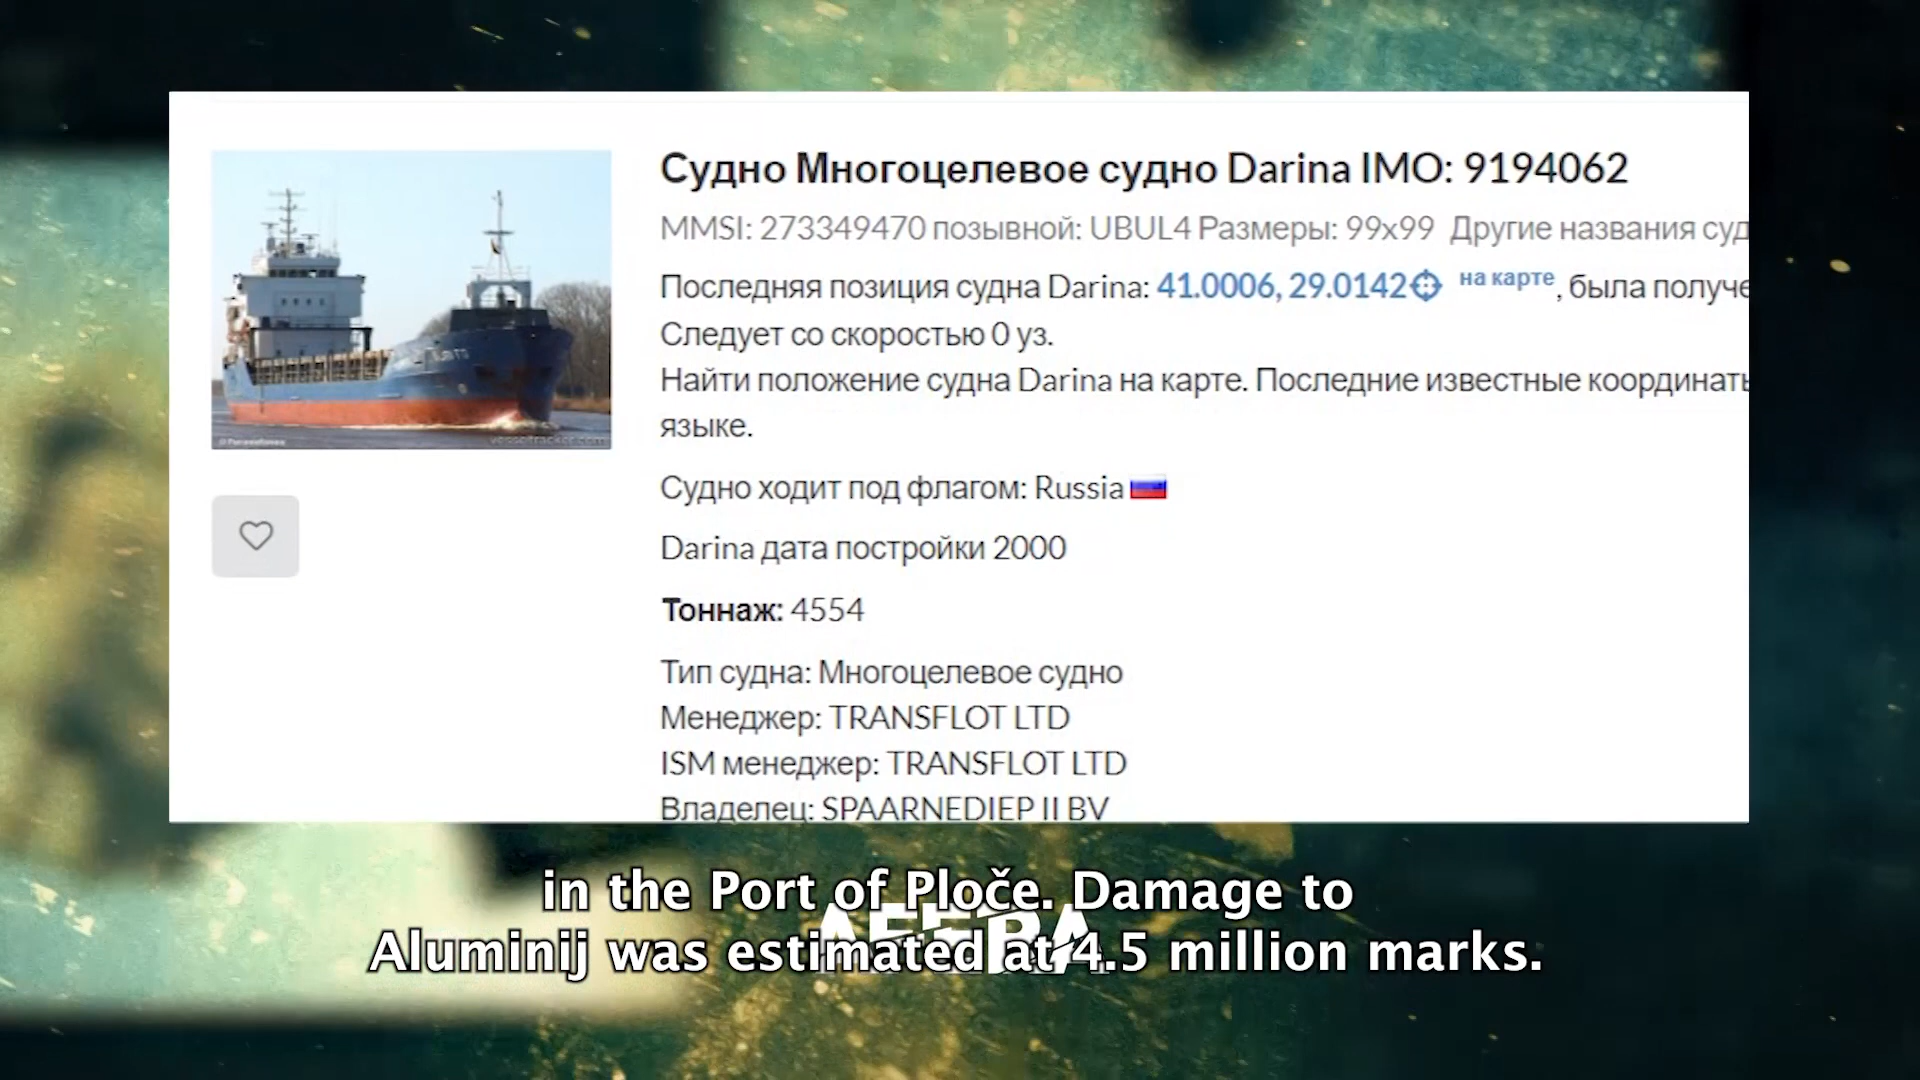 Судно Многоцелевое судно Darina IMO: 9194062
MMSI: 273349470 позывной: UBUL4 Размеры: 99x99 Другие названия суд
Последняя позиция судна Darina: 41.0006, 29.0142 на карте, была получе
Следует со скоростью 0 уз.
Найти положение судна Darina на карте. Последние известные координаты
языке.
Судно ходит под флагом: Russia
Darina дата постройки 2000
Тоннаж: 4554
Тип судна: Многоцелевое судно
Менеджер: TRANSFLOT LTD
ISM менеджер: TRANSFLOT LTD
Владелец: SPAARNEDIEP II BV
vesseltracker.com
in the Port of Ploče. Damage to
Aluminij was estimated at 4.5 million marks.